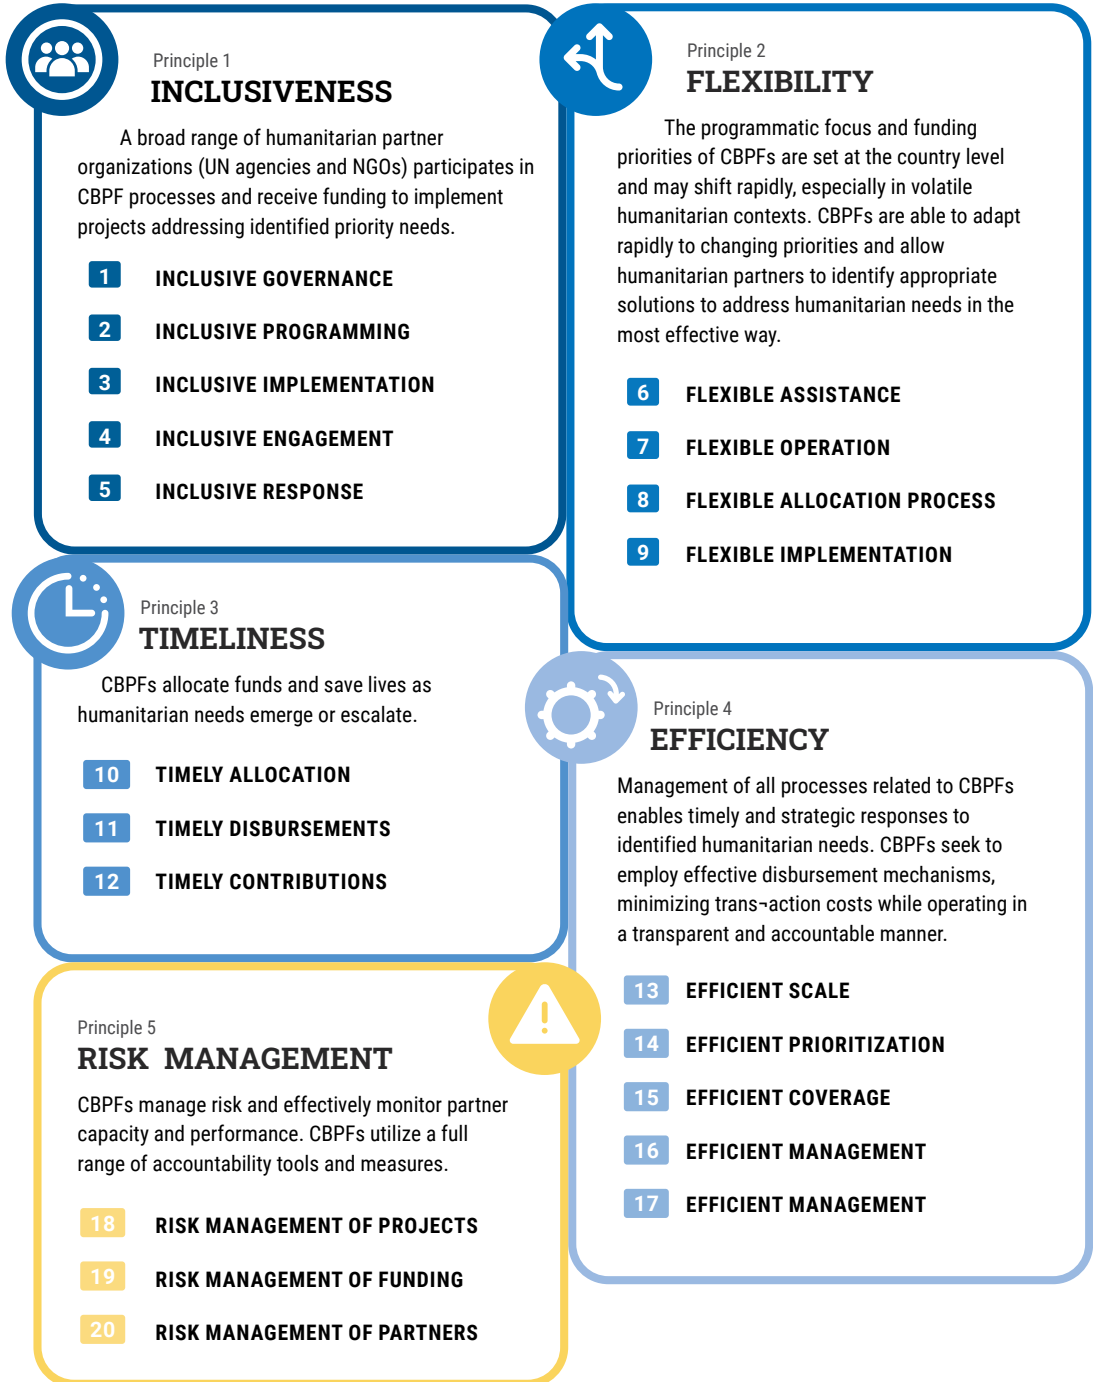 Principle 1
INCLUSIVENESS
A broad range of humanitarian partner
organizations (UN agencies and NGOs) participates in
CBPF processes and receive funding to implement
projects addressing identified priority needs.
1 INCLUSIVE GOVERNANCE
2 INCLUSIVE PROGRAMMING
3 INCLUSIVE IMPLEMENTATION
4 INCLUSIVE ENGAGEMENT
5 INCLUSIVE RESPONSE
Principle 2
FLEXIBILITY
The programmatic focus and funding
priorities of CBPFs are set at the country level
and may shift rapidly, especially in volatile
humanitarian contexts. CBPFs are able to adapt
rapidly to changing priorities and allow
humanitarian partners to identify appropriate
solutions to address humanitarian needs in the
most effective way.
6 FLEXIBLE ASSISTANCE
7 FLEXIBLE OPERATION
8 FLEXIBLE ALLOCATION PROCESS
9 FLEXIBLE IMPLEMENTATION
Principle 3
TIMELINESS
CBPFs allocate funds and save lives as
humanitarian needs emerge or escalate.
10 TIMELY ALLOCATION
11 TIMELY DISBURSEMENTS
12 TIMELY CONTRIBUTIONS
Principle 4
EFFICIENCY
Management of all processes related to CBPFs
enables timely and strategic responses to
identified humanitarian needs. CBPFs seek to
employ effective disbursement mechanisms,
minimizing trans¬action costs while operating in
a transparent and accountable manner.
13 EFFICIENT SCALE
14 EFFICIENT PRIORITIZATION
15 EFFICIENT COVERAGE
16 EFFICIENT MANAGEMENT
17 EFFICIENT MANAGEMENT
Principle 5
RISK MANAGEMENT
CBPFs manage risk and effectively monitor partner
capacity and performance. CBPFs utilize a full
range of accountability tools and measures.
18 RISK MANAGEMENT OF PROJECTS
19 RISK MANAGEMENT OF FUNDING
20 RISK MANAGEMENT OF PARTNERS